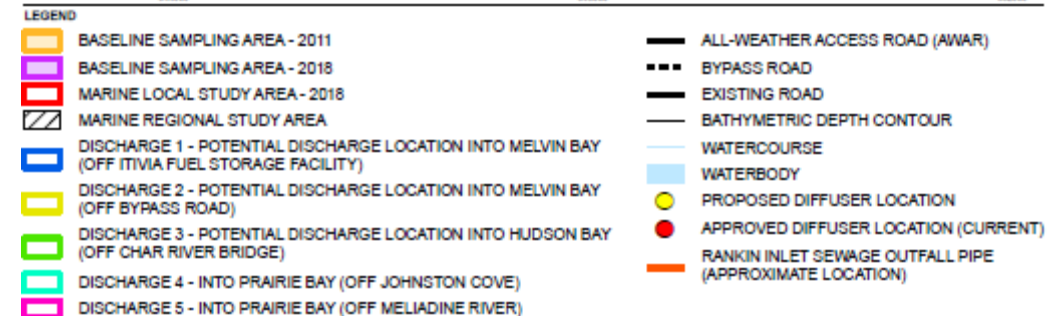 LEGEND
BASELINE SAMPLING AREA - 2011
BASELINE SAMPLING AREA - 2018
MARINE LOCAL STUDY AREA - 2018
MARINE REGIONAL STUDY AREA
DISCHARGE 1 - POTENTIAL DISCHARGE LOCATION INTO MELVIN BAY
(OFF ITIVIA FUEL STORAGE FACILITY)
DISCHARGE 2 - POTENTIAL DISCHARGE LOCATION INTO MELVIN BAY
(OFF BYPASS ROAD)
DISCHARGE 3 - POTENTIAL DISCHARGE LOCATION INTO HUDSON BAY
(OFF CHAR RIVER BRIDGE)
DISCHARGE 4 - INTO PRAIRIE BAY (OFF JOHNSTON COVE)
DISCHARGE 5 - INTO PRAIRIE BAY (OFF MELIADINE RIVER)
ALL-WEATHER ACCESS ROAD (AWAR)
BYPASS ROAD
EXISTING ROAD
BATHYMETRIC DEPTH CONTOUR
WATERCOURSE
WATERBODY
PROPOSED DIFFUSER LOCATION
APPROVED DIFFUSER LOCATION (CURRENT)
RANKIN INLET SEWAGE OUTFALL PIPE
(APPROXIMATE LOCATION)